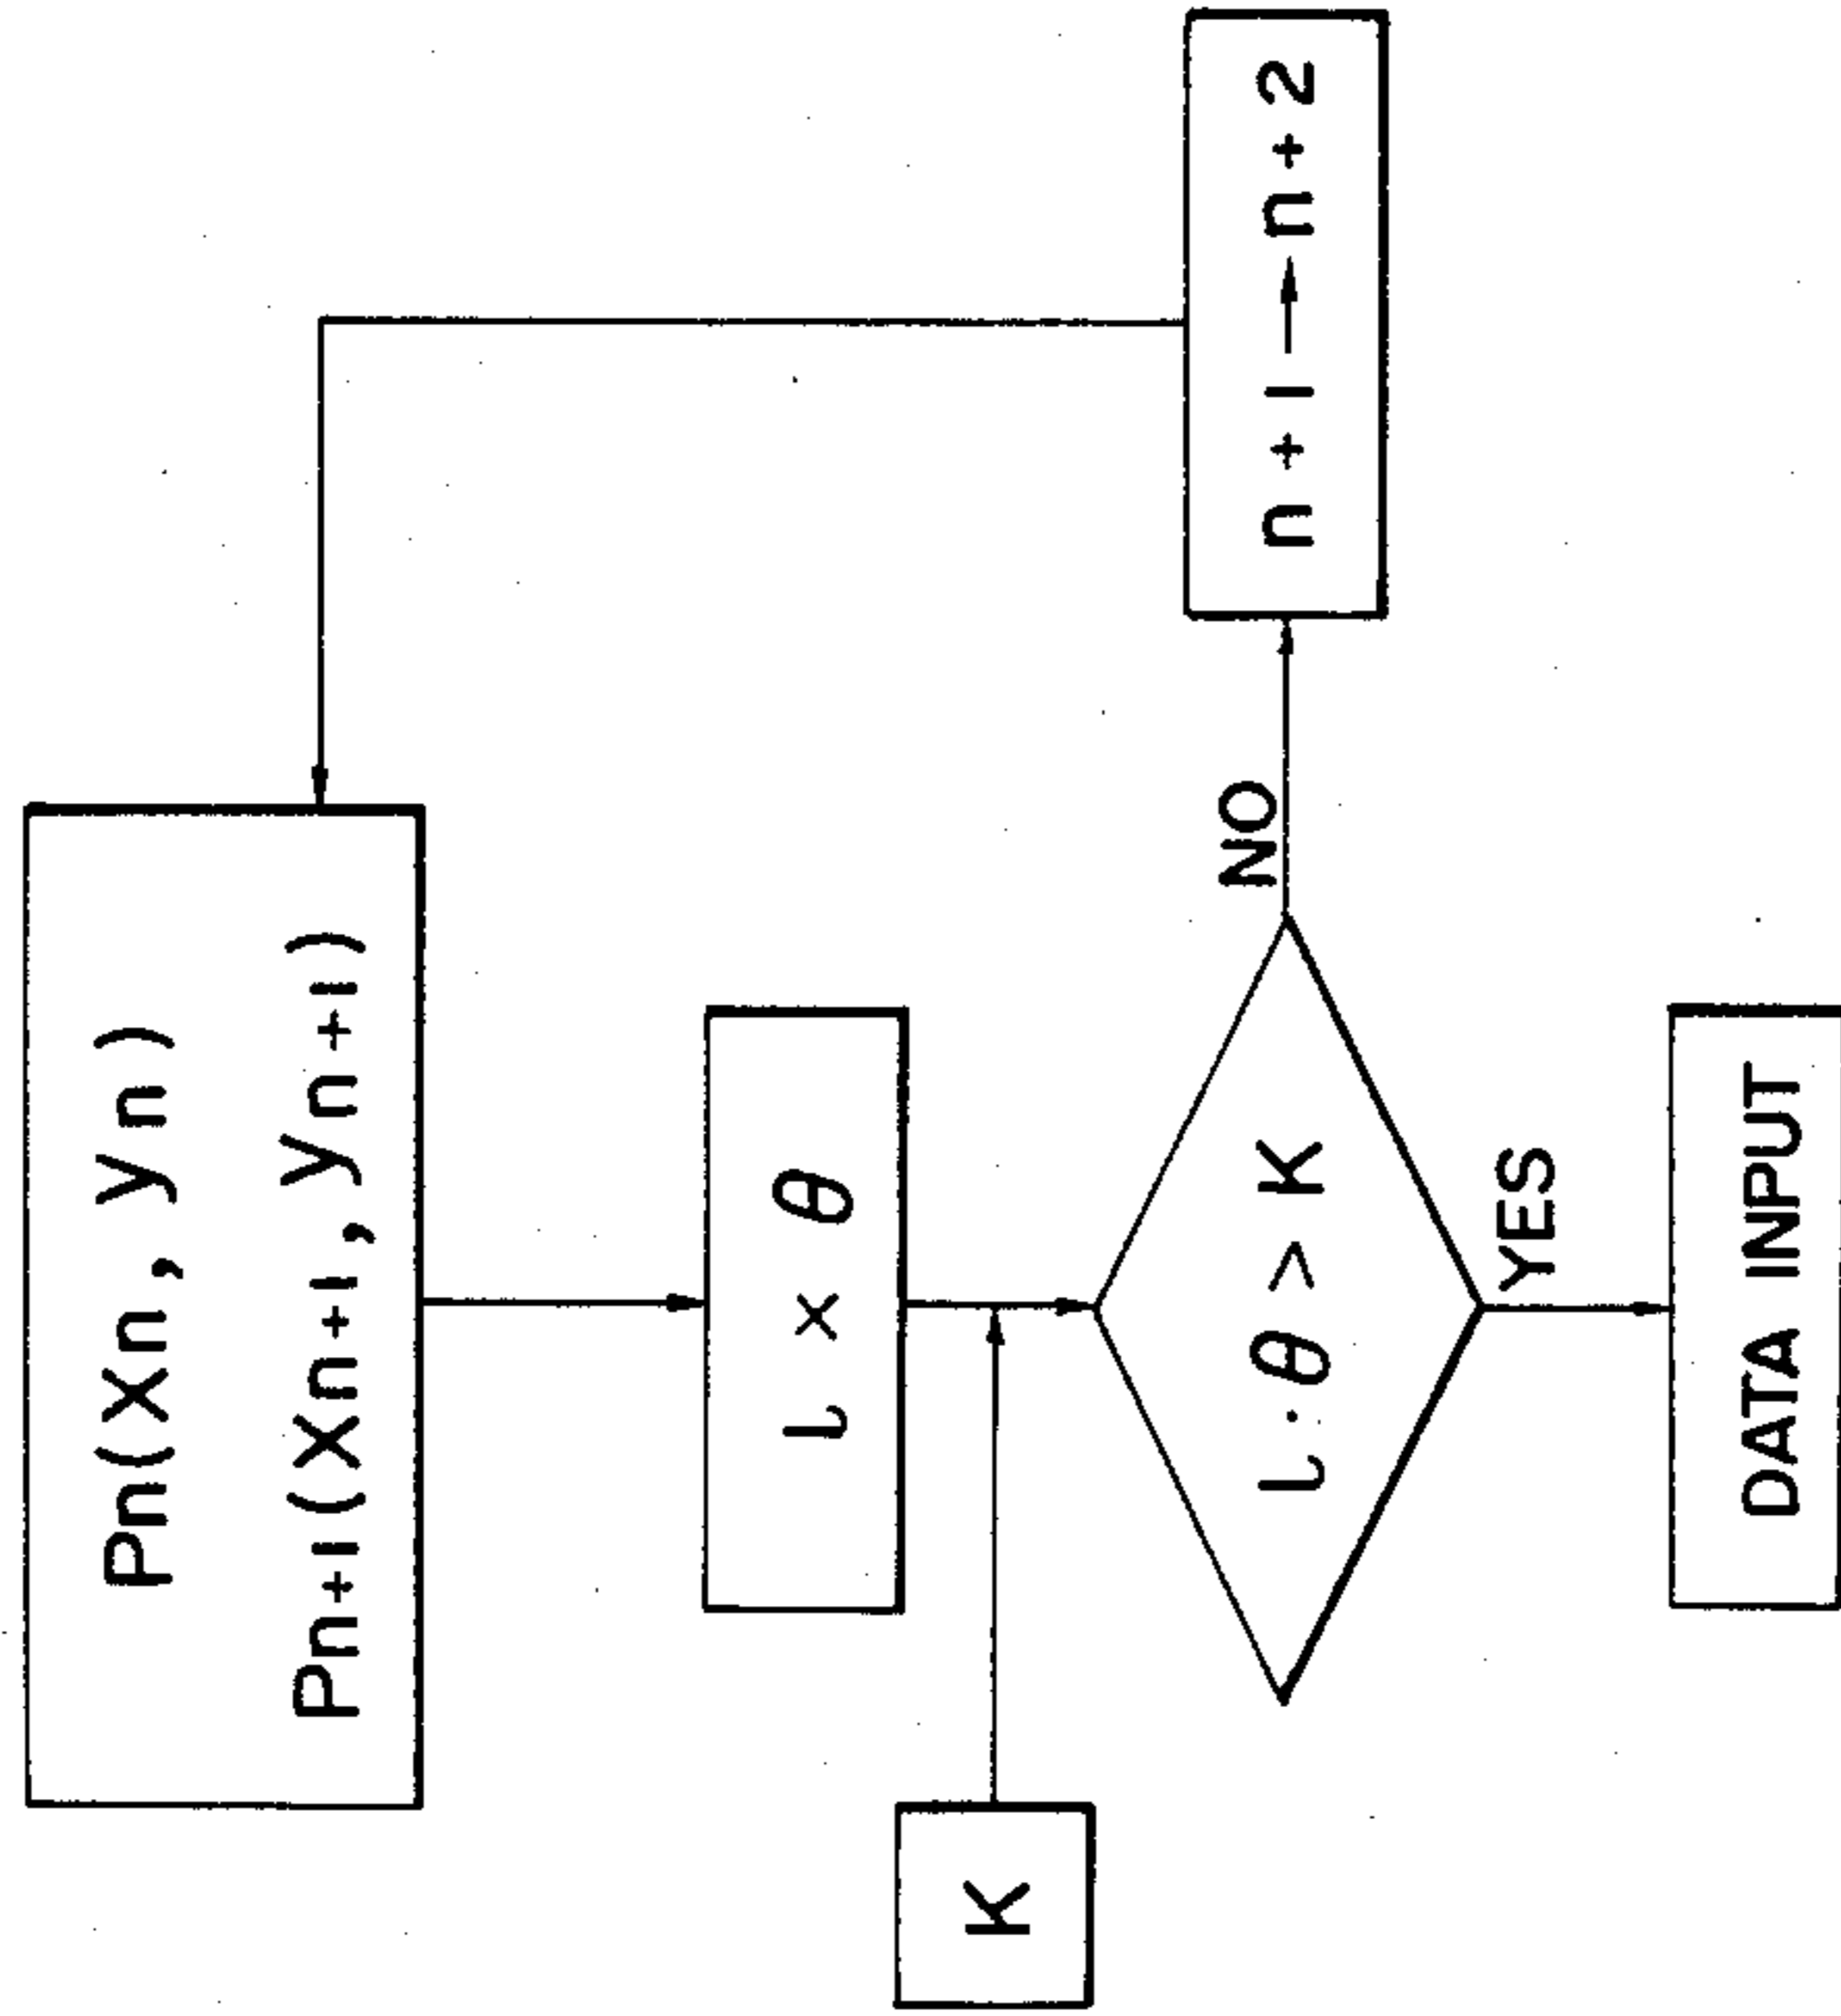 Pn(Xn, yn)
Pn+1(Xn+1, yn+1)
l × θ
K
l·θ > K
NO
n+1→n+2
YES
DATA INPUT